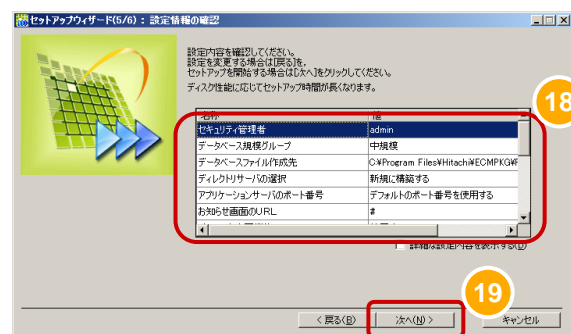 セットアップウィザード(5/6) : 設定情報の確認
設定内容を確認してください。
設定を変更する場合は[戻る]を、
セットアップを開始する場合は[次へ]をクリックしてください。
ディスク性能に応じてセットアップ時間が長くなります。
18
名称 値
セキュリティ管理者 admin
データベース規模グループ 中規模
データベースファイル作成先 C:¥Program Files¥Hitachi¥ECMPKG¥F
ディレクトリサーバの選択 新規に構築する
アプリケーションサーバのポート番号 デフォルトのポート番号を使用する
お知らせ画面のURL #
詳細な設定内容を表示する(D)
19
< 戻る(B) 次へ(N) > キャンセル